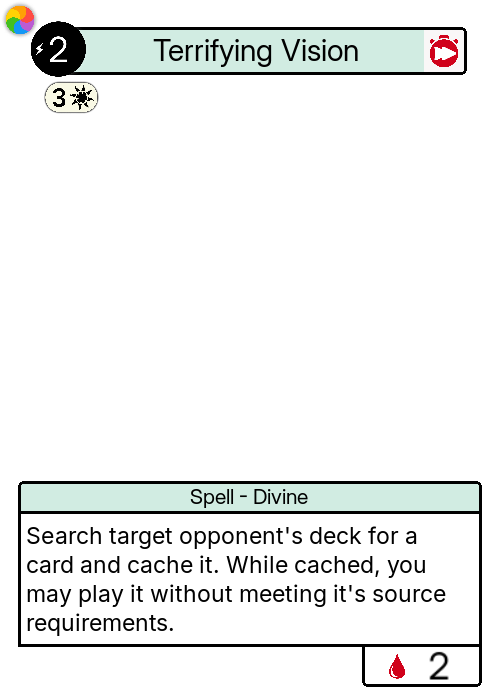 2
Terrifying Vision
3
Spell - Divine
Search target opponent's deck for a
card and cache it. While cached, you
may play it without meeting it's source
requirements.
2